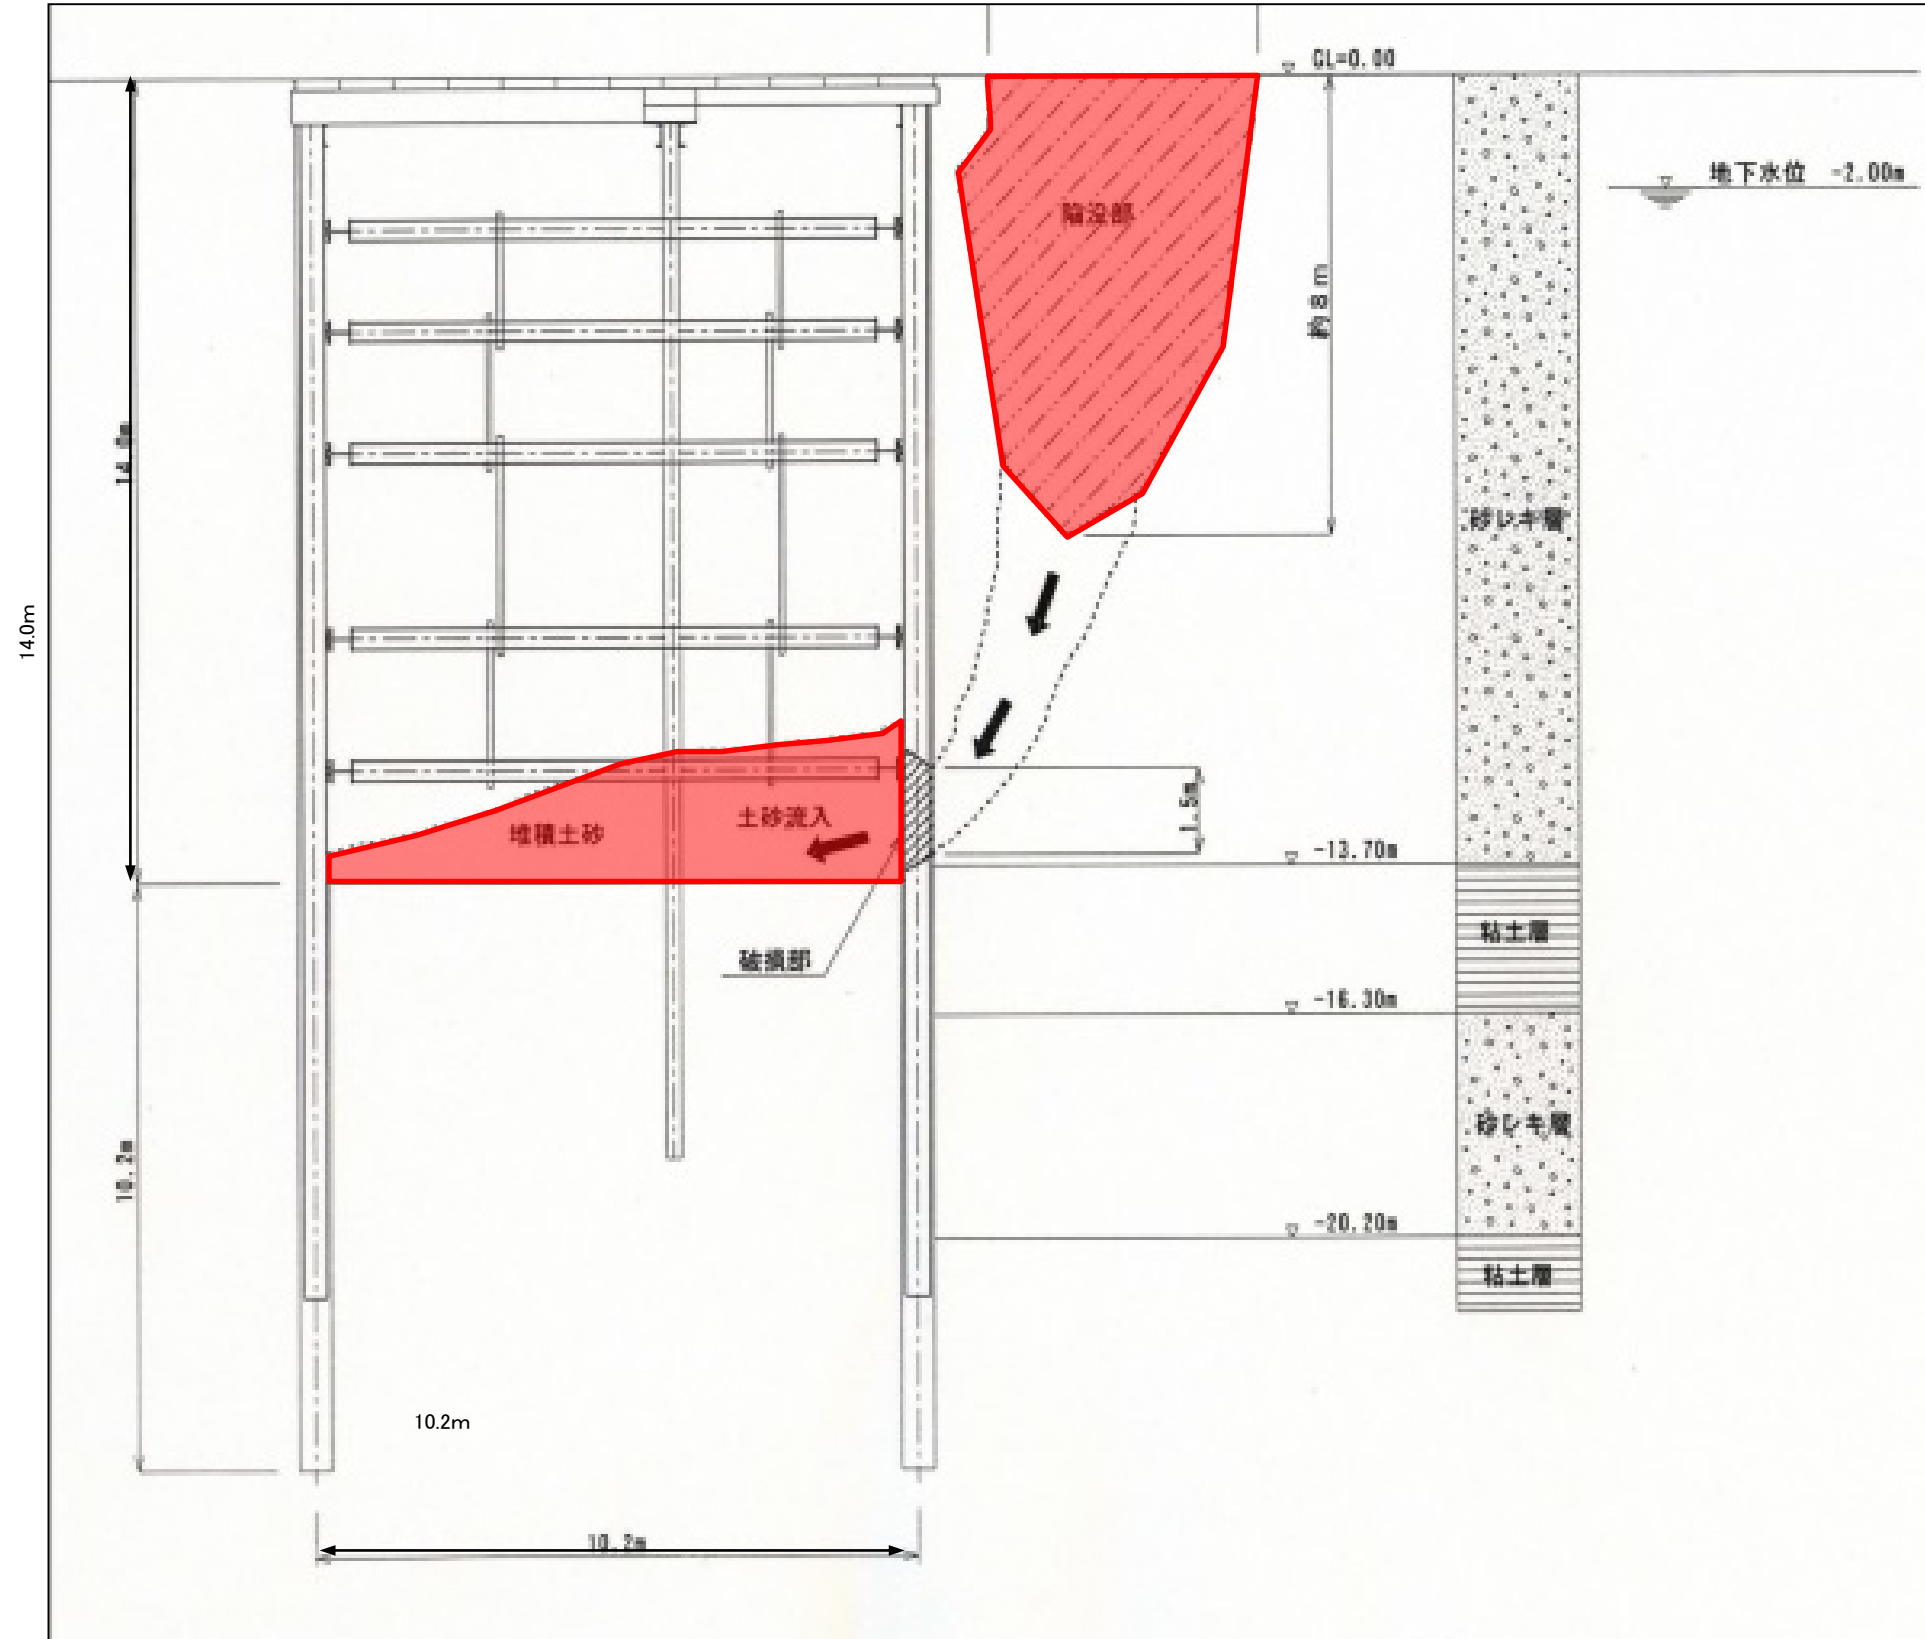 GL=0.00
地下水位 -2.00m
陥没部
約8m
14.0m
14.0m
砂レキ層
堆積土砂
土砂流入
1.5m
-13.70m
粘土層
破損部
-16.30m
砂レキ層
10.2m
-20.20m
粘土層
10.2m
10.2m